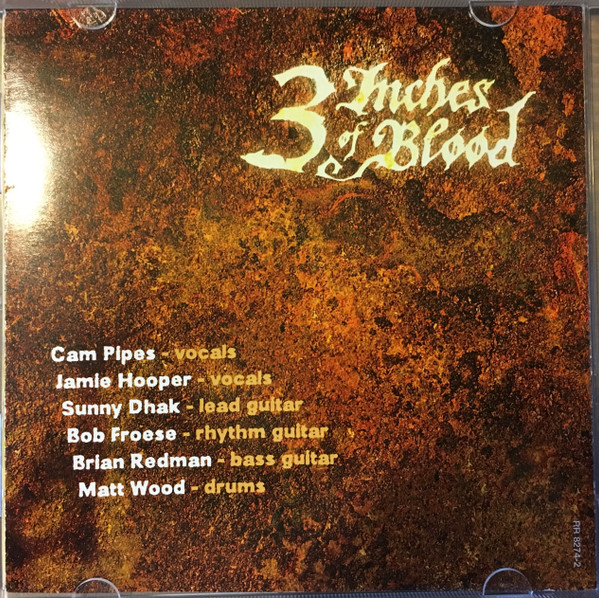 3 Inches
of Blood
Cam Pipes - vocals
Jamie Hooper - vocals
Sunny Dhak - lead guitar
Bob Froese - rhythm guitar
Brian Redman - bass guitar
Matt Wood - drums
RR 8274-2